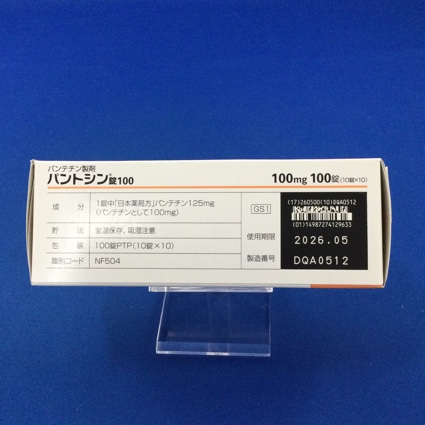 パンテチン製剤
パントシン錠100
100mg 100錠(10錠×10)
成 分 1錠中「日本薬局方」パンテチン125mg
(パンテチンとして100mg)
貯 法 室温保存、吸湿注意
包 装 100錠PTP(10錠×10)
識別コード NF504
GS1
(17)260500(10)DQA0512
(01)14987274129633
使用期限 2026.05
製造番号 DQA0512